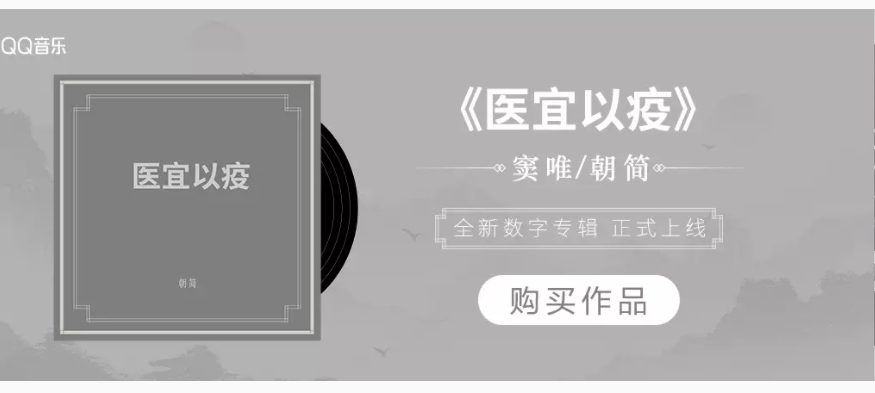 QQ音乐
医宜以疫
朝简
《医宜以疫》
窦唯/朝简
全新数字专辑 正式上线
购买作品